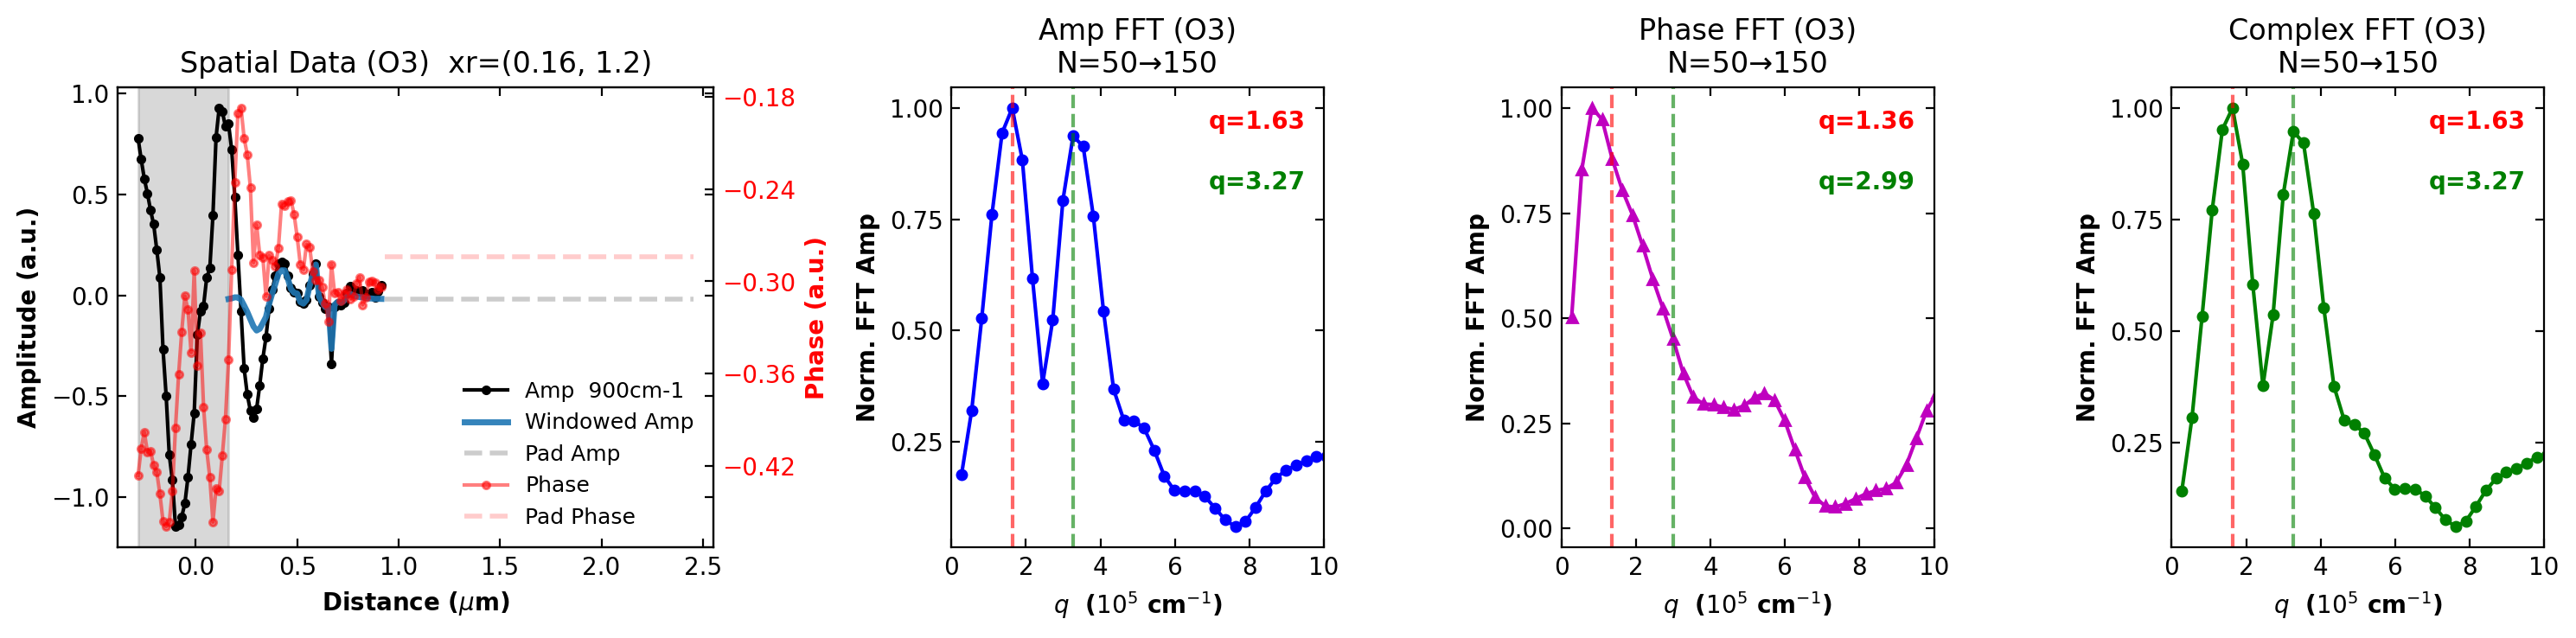 Spatial Data (O3)  xr=(0.16, 1.2)
Amplitude (a.u.)
1.0
0.5
0.0
−0.5
−1.0
−0.18
−0.24
−0.30
−0.36
−0.42
Phase (a.u.)
Amp  900cm-1
Windowed Amp
Pad Amp
Phase
Pad Phase
0.0 0.5 1.0 1.5 2.0 2.5
Distance (μm)
Amp FFT (O3)
N=50→150
Norm. FFT Amp
1.00
0.75
0.50
0.25
q=1.63
q=3.27
0 2 4 6 8 10
q (10⁵ cm⁻¹)
Phase FFT (O3)
N=50→150
Norm. FFT Amp
1.00
0.75
0.50
0.25
0.00
q=1.36
q=2.99
0 2 4 6 8 10
q (10⁵ cm⁻¹)
Complex FFT (O3)
N=50→150
Norm. FFT Amp
1.00
0.75
0.50
0.25
q=1.63
q=3.27
0 2 4 6 8 10
q (10⁵ cm⁻¹)